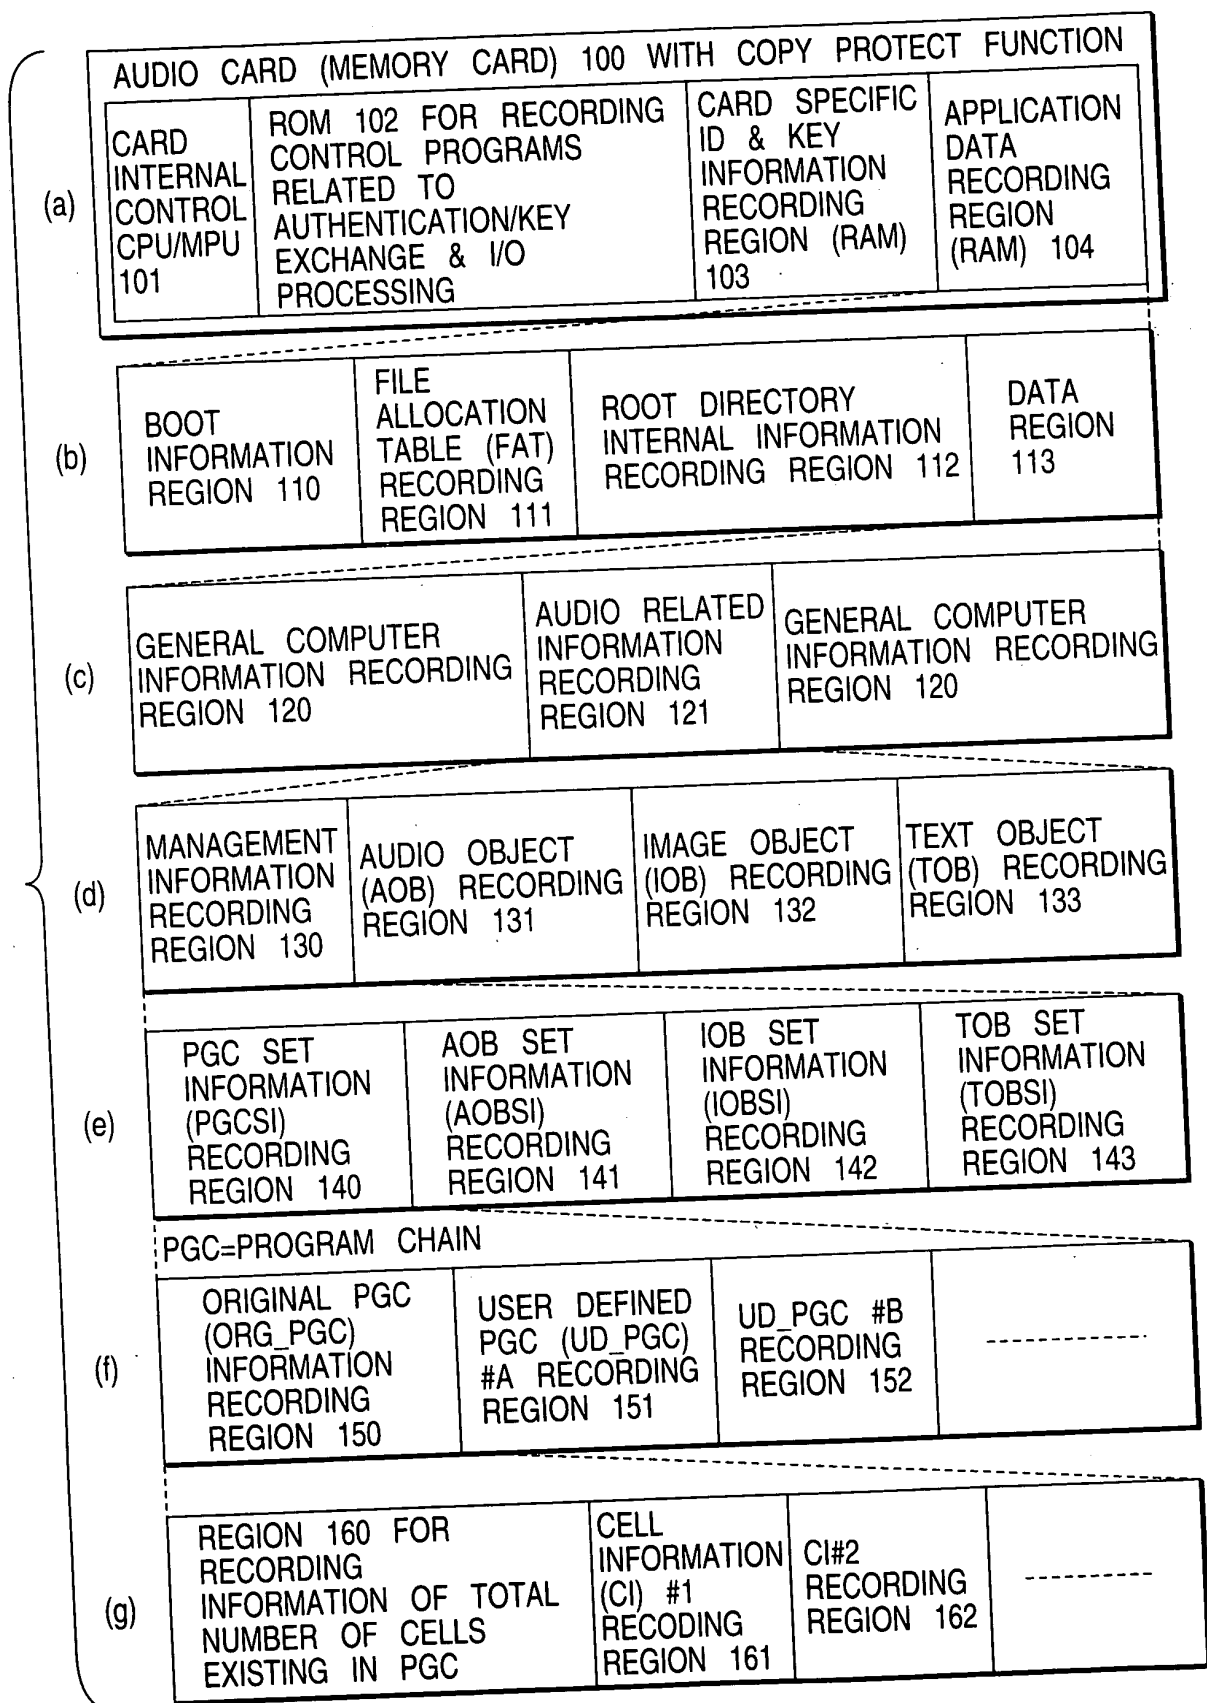 AUDIO CARD (MEMORY CARD) 100 WITH COPY PROTECT FUNCTION
(a)
CARD
INTERNAL
CONTROL
CPU/MPU
101
ROM 102 FOR RECORDING
CONTROL PROGRAMS
RELATED TO
AUTHENTICATION/KEY
EXCHANGE & I/O
PROCESSING
CARD SPECIFIC
ID & KEY
INFORMATION
RECORDING
REGION (RAM)
103
APPLICATION
DATA
RECORDING
REGION
(RAM) 104
(b)
BOOT
INFORMATION
REGION 110
FILE
ALLOCATION
TABLE (FAT)
RECORDING
REGION 111
ROOT DIRECTORY
INTERNAL INFORMATION
RECORDING REGION 112
DATA
REGION
113
(c)
GENERAL COMPUTER
INFORMATION RECORDING
REGION 120
AUDIO RELATED
INFORMATION
RECORDING
REGION 121
GENERAL COMPUTER
INFORMATION RECORDING
REGION 120
(d)
MANAGEMENT
INFORMATION
RECORDING
REGION 130
AUDIO OBJECT
(AOB) RECORDING
REGION 131
IMAGE OBJECT
(IOB) RECORDING
REGION 132
TEXT OBJECT
(TOB) RECORDING
REGION 133
(e)
PGC SET
INFORMATION
(PGCSI)
RECORDING
REGION 140
AOB SET
INFORMATION
(AOBSI)
RECORDING
REGION 141
IOB SET
INFORMATION
(IOBSI)
RECORDING
REGION 142
TOB SET
INFORMATION
(TOBSI)
RECORDING
REGION 143
PGC=PROGRAM CHAIN
(f)
ORIGINAL PGC
(ORG_PGC)
INFORMATION
RECORDING
REGION 150
USER DEFINED
PGC (UD_PGC)
#A RECORDING
REGION 151
UD_PGC #B
RECORDING
REGION 152
(g)
REGION 160 FOR
RECORDING
INFORMATION OF TOTAL
NUMBER OF CELLS
EXISTING IN PGC
CELL
INFORMATION
(CI) #1
RECODING
REGION 161
CI#2
RECORDING
REGION 162